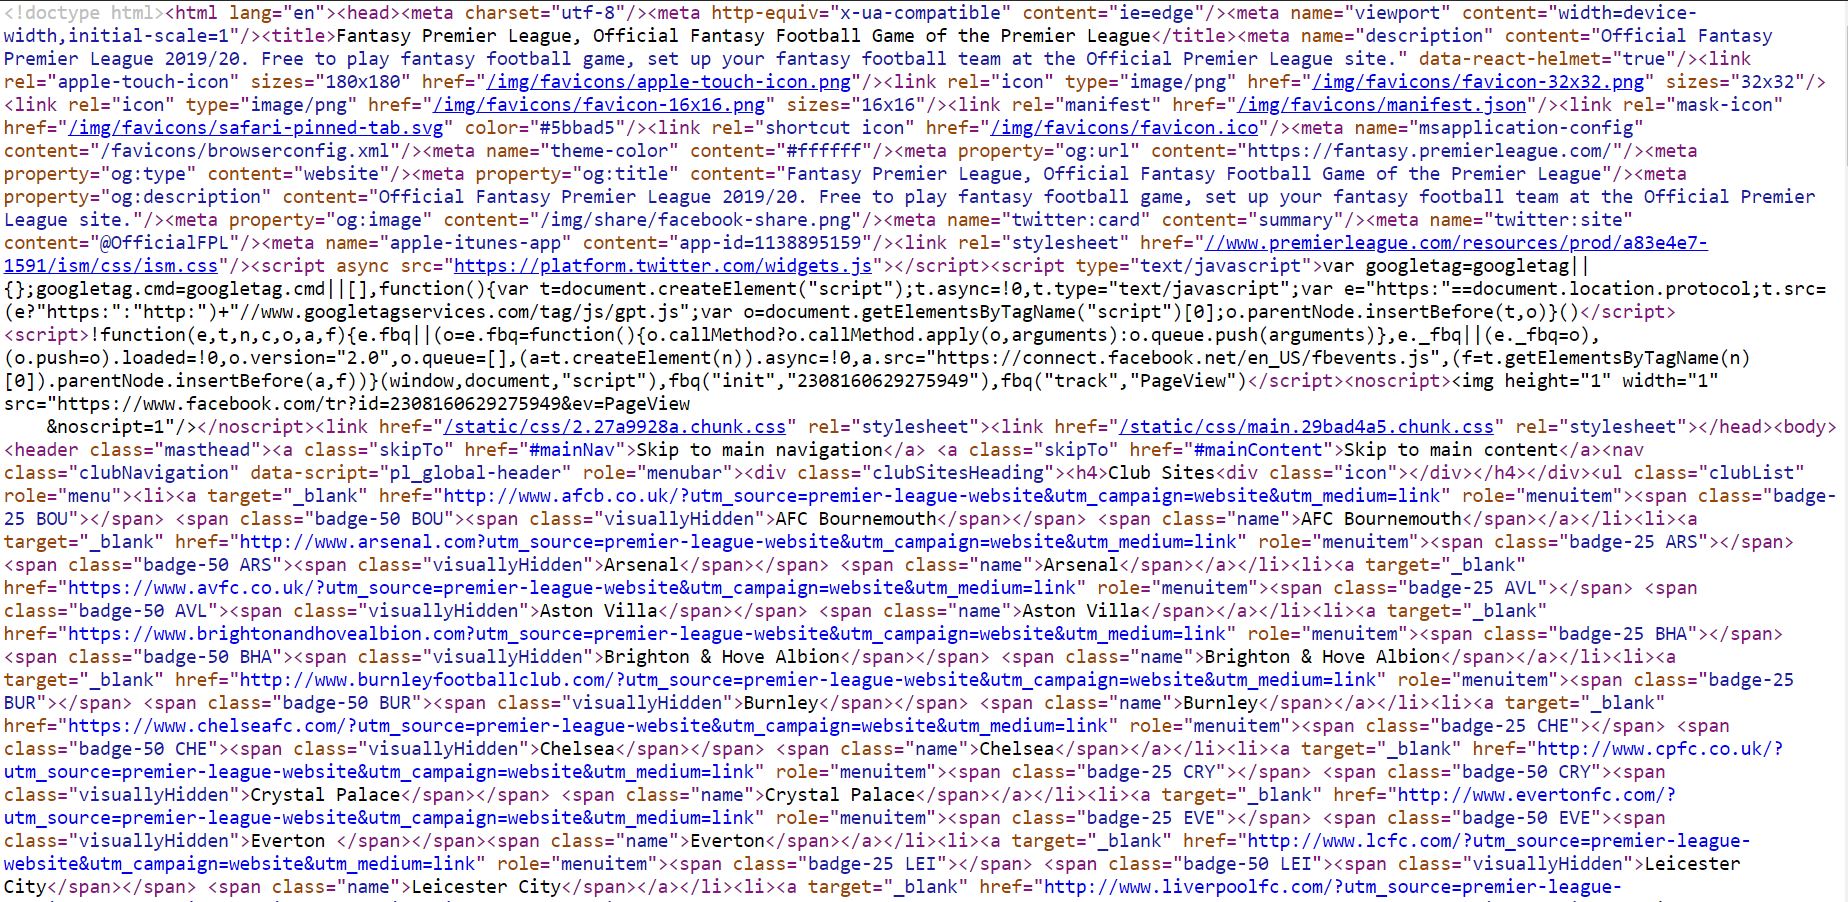 <!doctype html><html lang="en"><head><meta charset="utf-8"/><meta http-equiv="x-ua-compatible" content="ie=edge"/><meta name="viewport" content="width=device-
width,initial-scale=1"/><title>Fantasy Premier League, Official Fantasy Football Game of the Premier League</title><meta name="description" content="Official Fantasy
Premier League 2019/20. Free to play fantasy football game, set up your fantasy football team at the Official Premier League site." data-react-helmet="true"/><link
rel="apple-touch-icon" sizes="180x180" href="/img/favicons/apple-touch-icon.png"/><link rel="icon" type="image/png" href="/img/favicons/favicon-32x32.png" sizes="32x32"/>
<link rel="icon" type="image/png" href="/img/favicons/favicon-16x16.png" sizes="16x16"/><link rel="manifest" href="/img/favicons/manifest.json"/><link rel="mask-icon"
href="/img/favicons/safari-pinned-tab.svg" color="#5bbad5"/><link rel="shortcut icon" href="/img/favicons/favicon.ico"/><meta name="msapplication-config"
content="/favicons/browserconfig.xml"/><meta name="theme-color" content="#ffffff"/><meta property="og:url" content="https://fantasy.premierleague.com/"/><meta
property="og:type" content="website"/><meta property="og:title" content="Fantasy Premier League, Official Fantasy Football Game of the Premier League"/><meta
property="og:description" content="Official Fantasy Premier League 2019/20. Free to play fantasy football game, set up your fantasy football team at the Official Premier
League site."/><meta property="og:image" content="/img/share/facebook-share.png"/><meta name="twitter:card" content="summary"/><meta name="twitter:site"
content="@OfficialFPL"/><meta name="apple-itunes-app" content="app-id=1138895159"/><link rel="stylesheet" href="//www.premierleague.com/resources/prod/a83e4e7-
1591/ism/css/ism.css"/><script async src="https://platform.twitter.com/widgets.js"></script><script type="text/javascript">var googletag=googletag||
{};googletag.cmd=googletag.cmd||[],function(){var t=document.createElement("script");t.async=!0,t.type="text/javascript";var e="https:"==document.location.protocol;t.src=
(e?"https:":"http:")+"//www.googletagservices.com/tag/js/gpt.js";var o=document.getElementsByTagName("script")[0];o.parentNode.insertBefore(t,o)}()</script>
<script>!function(e,t,n,c,o,a,f){e.fbq||(o=e.fbq=function(){o.callMethod?o.callMethod.apply(o,arguments):o.queue.push(arguments)},e._fbq||(e._fbq=o),
(o.push=o).loaded=!0,o.version="2.0",o.queue=[],(a=t.createElement(n)).async=!0,a.src="https://connect.facebook.net/en_US/fbevents.js",(f=t.getElementsByTagName(n)
[0]).parentNode.insertBefore(a,f))}(window,document,"script"),fbq("init","2308160629275949"),fbq("track","PageView")</script><noscript><img height="1" width="1"
src="https://www.facebook.com/tr?id=2308160629275949&ev=PageView
&noscript=1"/></noscript><link href="/static/css/2.27a9928a.chunk.css" rel="stylesheet"><link href="/static/css/main.29bad4a5.chunk.css" rel="stylesheet"></head><body>
<header class="masthead"><a class="skipTo" href="#mainNav">Skip to main navigation</a> <a class="skipTo" href="#mainContent">Skip to main content</a><nav
class="clubNavigation" data-script="pl_global-header" role="menubar"><div class="clubSitesHeading"><h4>Club Sites<div class="icon"></div></h4></div><ul class="clubList"
role="menu"><li><a target="_blank" href="http://www.afcb.co.uk/?utm_source=premier-league-website&utm_campaign=website&utm_medium=link" role="menuitem"><span class="badge-
25 BOU"></span> <span class="badge-50 BOU"><span class="visuallyHidden">AFC Bournemouth</span></span> <span class="name">AFC Bournemouth</span></a></li><li><a
target="_blank" href="http://www.arsenal.com?utm_source=premier-league-website&utm_campaign=website&utm_medium=link" role="menuitem"><span class="badge-25 ARS"></span>
<span class="badge-50 ARS"><span class="visuallyHidden">Arsenal</span></span> <span class="name">Arsenal</span></a></li><li><a target="_blank"
href="https://www.avfc.co.uk/?utm_source=premier-league-website&utm_campaign=website&utm_medium=link" role="menuitem"><span class="badge-25 AVL"></span> <span
class="badge-50 AVL"><span class="visuallyHidden">Aston Villa</span></span> <span class="name">Aston Villa</span></a></li><li><a target="_blank"
href="https://www.brightonandhovealbion.com?utm_source=premier-league-website&utm_campaign=website&utm_medium=link" role="menuitem"><span class="badge-25 BHA"></span>
<span class="badge-50 BHA"><span class="visuallyHidden">Brighton & Hove Albion</span></span> <span class="name">Brighton & Hove Albion</span></a></li><li><a
target="_blank" href="http://www.burnleyfootballclub.com/?utm_source=premier-league-website&utm_campaign=website&utm_medium=link" role="menuitem"><span class="badge-25
BUR"></span> <span class="badge-50 BUR"><span class="visuallyHidden">Burnley</span></span> <span class="name">Burnley</span></a></li><li><a target="_blank"
href="https://www.chelseafc.com/?utm_source=premier-league-website&utm_campaign=website&utm_medium=link" role="menuitem"><span class="badge-25 CHE"></span> <span
class="badge-50 CHE"><span class="visuallyHidden">Chelsea</span></span> <span class="name">Chelsea</span></a></li><li><a target="_blank" href="http://www.cpfc.co.uk/?
utm_source=premier-league-website&utm_campaign=website&utm_medium=link" role="menuitem"><span class="badge-25 CRY"></span> <span class="badge-50 CRY"><span
class="visuallyHidden">Crystal Palace</span></span> <span class="name">Crystal Palace</span></a></li><li><a target="_blank" href="http://www.evertonfc.com/?
utm_source=premier-league-website&utm_campaign=website&utm_medium=link" role="menuitem"><span class="badge-25 EVE"></span> <span class="badge-50 EVE"><span
class="visuallyHidden">Everton </span></span><span class="name">Everton</span></a></li><li><a target="_blank" href="http://www.lcfc.com/?utm_source=premier-league-
website&utm_campaign=website&utm_medium=link" role="menuitem"><span class="badge-25 LEI"></span> <span class="badge-50 LEI"><span class="visuallyHidden">Leicester
City</span></span> <span class="name">Leicester City</span></a></li><li><a target="_blank" href="http://www.liverpoolfc.com/?utm_source=premier-league-